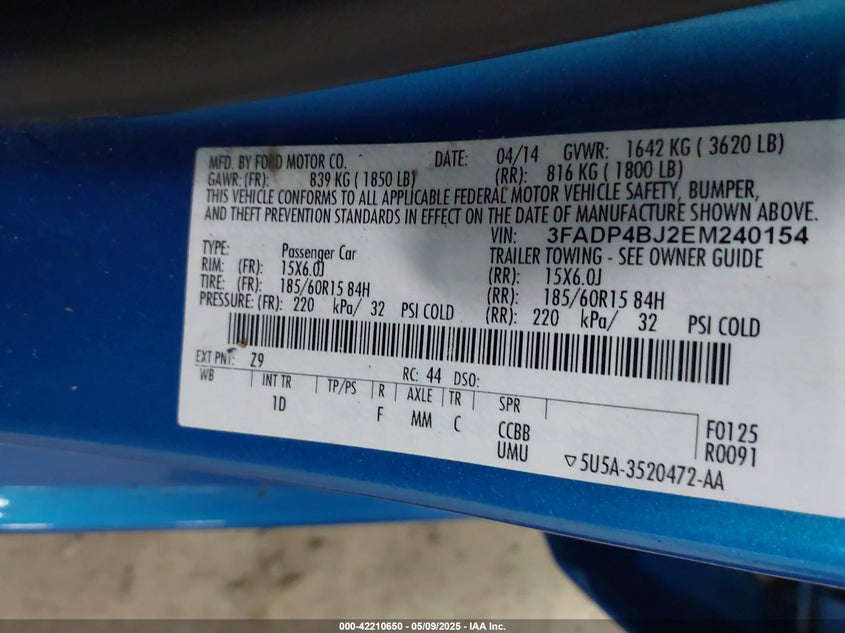 MFD. BY FORD MOTOR CO. DATE: 04/14 GVWR: 1642 KG ( 3620 LB)
GAWR: (FR): 839 KG ( 1850 LB) (RR): 816 KG ( 1800 LB)
THIS VEHICLE CONFORMS TO ALL APPLICABLE FEDERAL MOTOR VEHICLE SAFETY, BUMPER,
AND THEFT PREVENTION STANDARDS IN EFFECT ON THE DATE OF MANUFACTURE SHOWN ABOVE.
VIN: 3FADP4BJ2EM240154
TYPE: Passenger Car TRAILER TOWING - SEE OWNER GUIDE
RIM: (FR): 15X6.0J (RR): 15X6.0J
TIRE: (FR): 185/60R15 84H (RR): 185/60R15 84H
PRESSURE: (FR): 220 kPa/ 32 PSI COLD (RR): 220 kPa/ 32 PSI COLD
EXT PNT: Z9 RC: 44 DSO:
WB INT TR TP/PS R AXLE TR SPR
1D F MM C CCBB F0125
UMU R0091
▽5U5A-3520472-AA
000-42210650 - 05/09/2025 - IAA Inc.